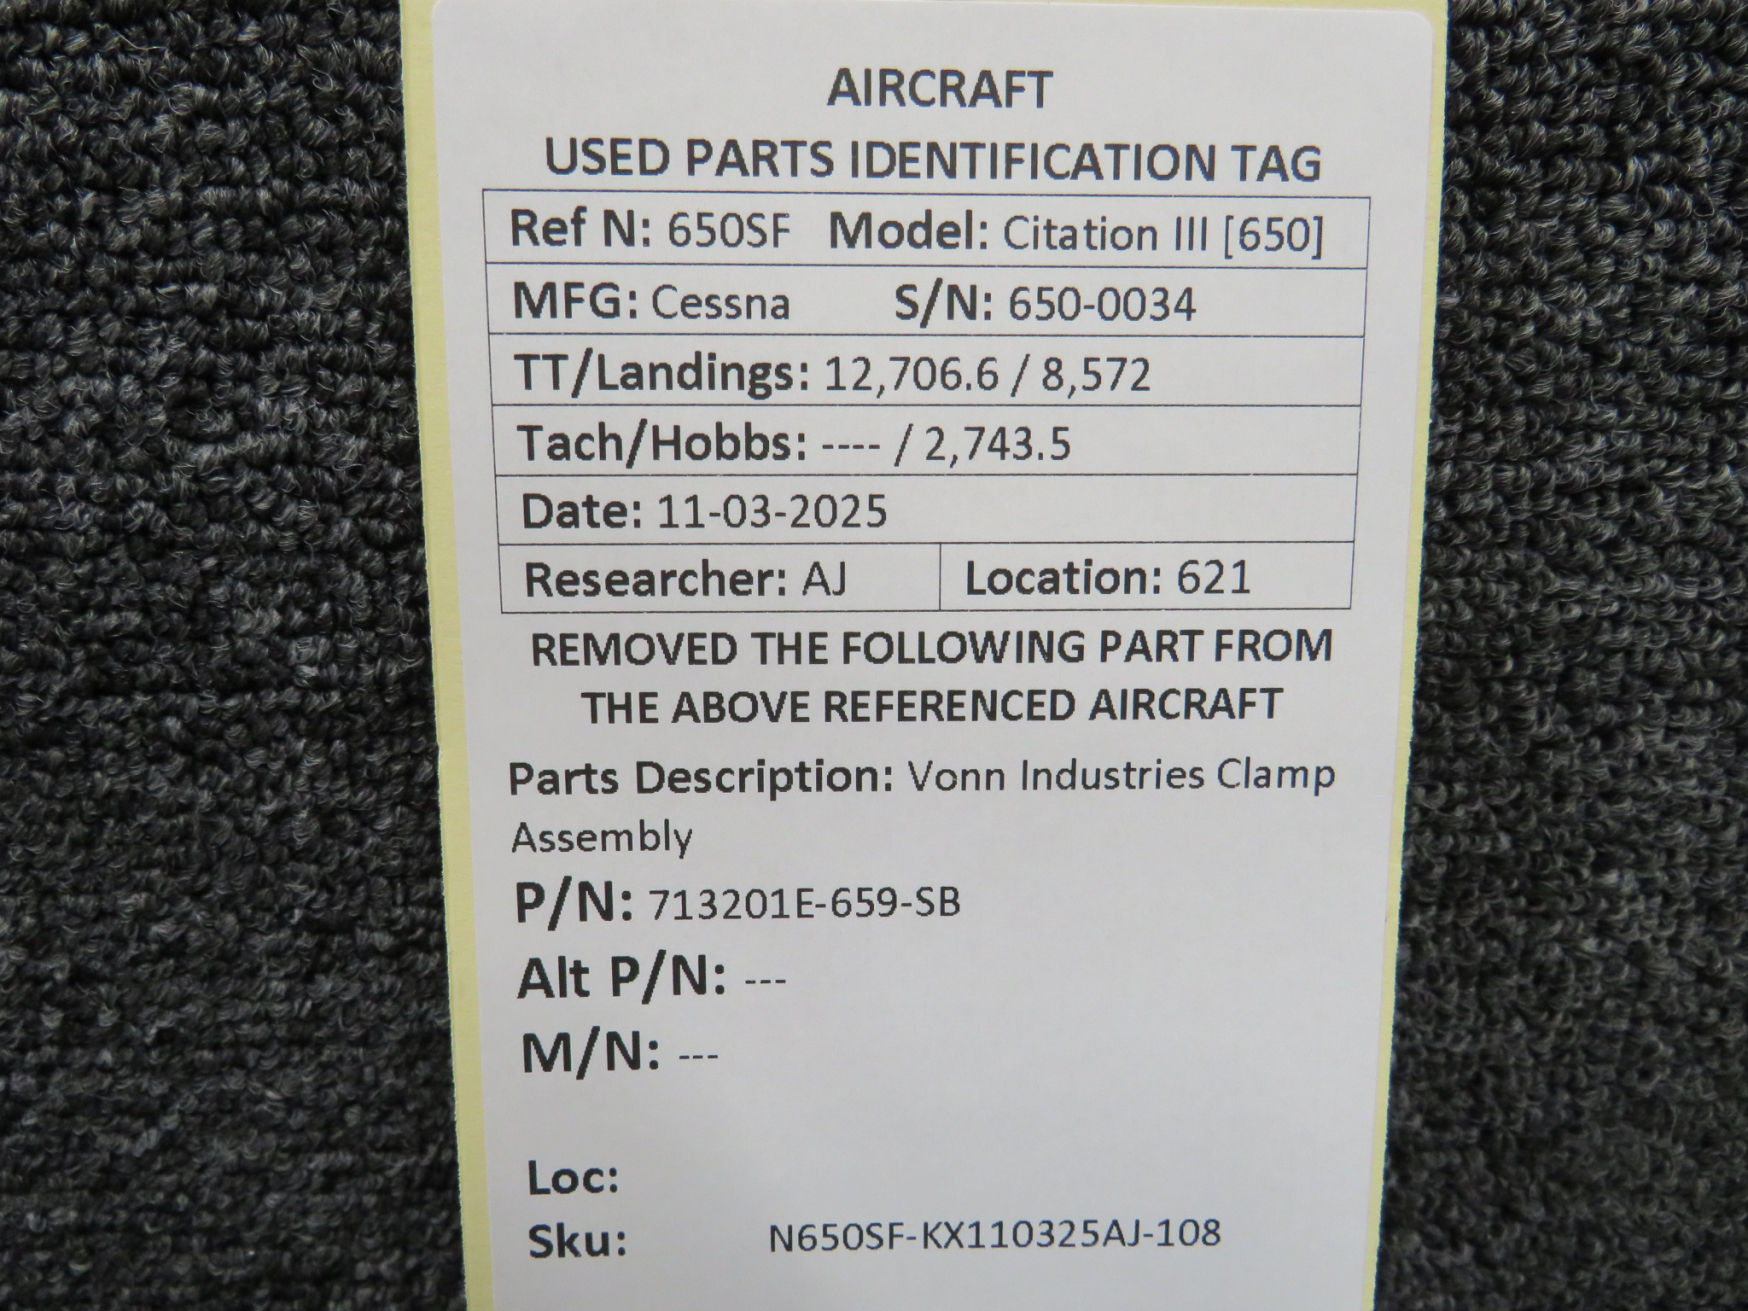 AIRCRAFT
USED PARTS IDENTIFICATION TAG
Ref N: 650SF Model: Citation III [650]
MFG: Cessna S/N: 650-0034
TT/Landings: 12,706.6 / 8,572
Tach/Hobbs: ---- / 2,743.5
Date: 11-03-2025
Researcher: AJ Location: 621
REMOVED THE FOLLOWING PART FROM
THE ABOVE REFERENCED AIRCRAFT
Parts Description: Vonn Industries Clamp
Assembly
P/N: 713201E-659-SB
Alt P/N: ---
M/N: ---
Loc:
Sku: N650SF-KX110325AJ-108